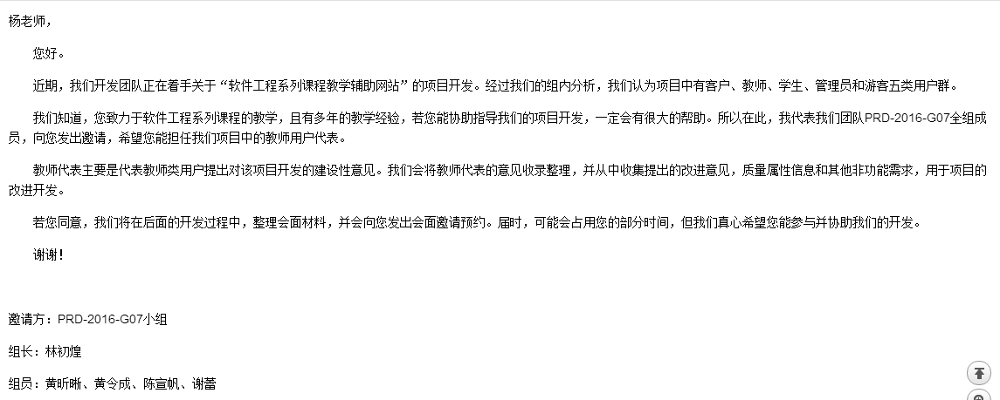 杨老师，
您好。
近期，我们开发团队正在着手关于“软件工程系列课程教学辅助网站”的项目开发。经过我们的组内分析，我们认为项目中有客户、教师、学生、管理员和游客五类用户群。
我们知道，您致力于软件工程系列课程的教学，且有多年的教学经验，若您能协助指导我们的项目开发，一定会有很大的帮助。所以在此，我代表我们团队PRD-2016-G07全组成
员，向您发出邀请，希望您能担任我们项目中的教师用户代表。
教师代表主要是代表教师类用户提出对该项目开发的建设性意见。我们会将教师代表的意见收录整理，并从中收集提出的改进意见，质量属性信息和其他非功能需求，用于项目的
改进开发。
若您同意，我们将在后面的开发过程中，整理会面材料，并会向您发出会面邀请预约。届时，可能会占用您的部分时间，但我们真心希望您能参与并协助我们的开发。
谢谢！
邀请方：PRD-2016-G07小组
组长：林初煌
组员：黄昕晰、黄令成、陈宣帆、谢蕾